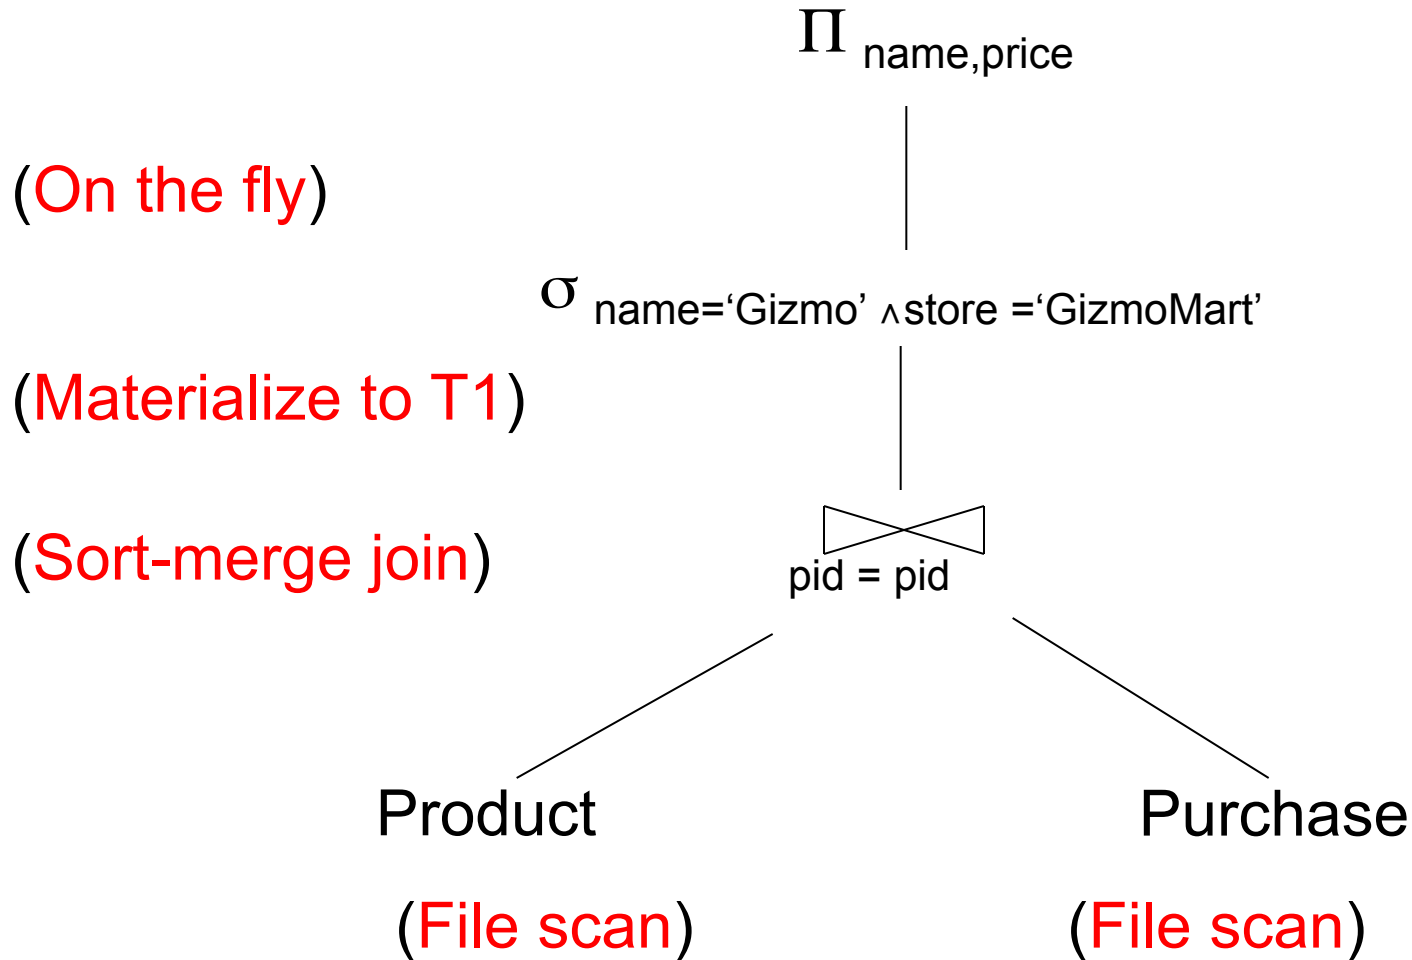 Π name,price
(On the fly)
σ name=‘Gizmo’ ∧store =‘GizmoMart’
(Materialize to T1)
(Sort-merge join)
pid = pid
Product Purchase
(File scan) (File scan)